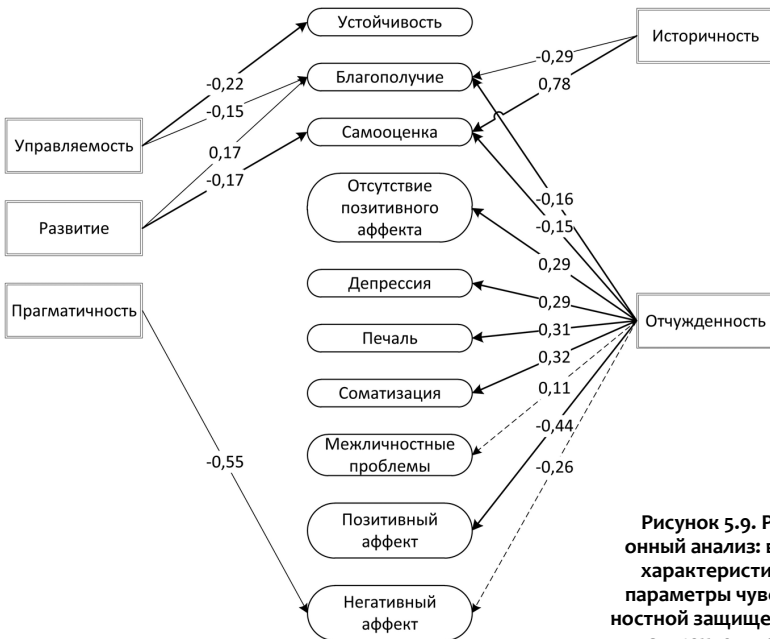 Устойчивость
Историчность
Благополучие
-0,29
-0,22
0,78
-0,15
Самооценка
Управляемость
0,17
-0,17
Отсутствие
позитивного
аффекта
-0,16
-0,15
Развитие
0,29
Депрессия
0,29
Прагматичность
0,31
Отчужденность
Печаль
0,32
Соматизация
0,11
-0,44
Межличностные
проблемы
-0,55
-0,26
Позитивный
аффект
Негативный
аффект
Рисунок 5.9. Р
онный анализ: в
характеристи
параметры чув
ностной защище